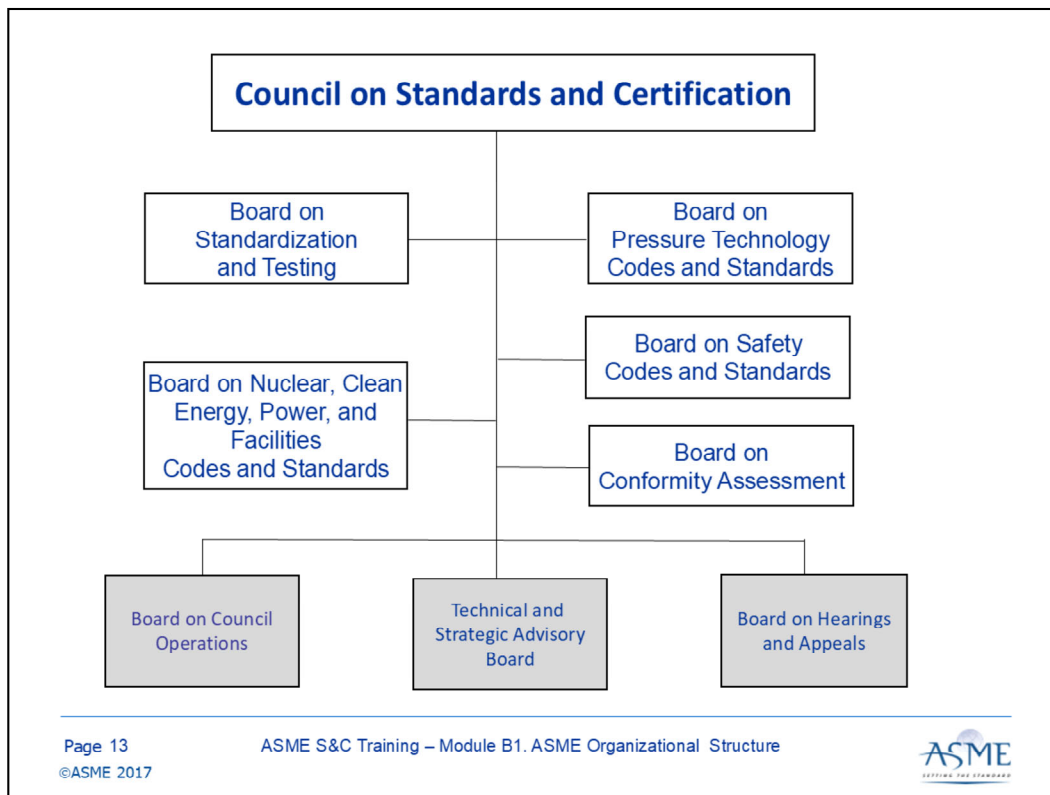 Council on Standards and Certification
Board on
Standardization
and Testing
Board on
Pressure Technology
Codes and Standards
Board on Safety
Codes and Standards
Board on Nuclear, Clean
Energy, Power, and
Facilities
Codes and Standards
Board on
Conformity Assessment
Board on Council
Operations
Technical and
Strategic Advisory
Board
Board on Hearings
and Appeals
Page 13
ASME S&C Training – Module B1. ASME Organizational Structure
©ASME 2017
ASME
SETTING THE STANDARD